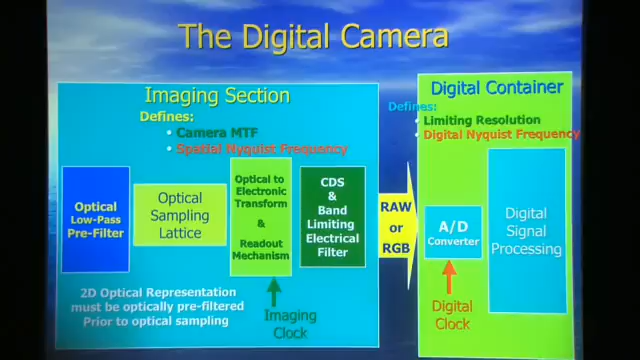 The Digital Camera
Imaging Section
Defines:
• Camera MTF
• Spatial Nyquist Frequency
Optical
Low-Pass
Pre-Filter
Optical
Sampling
Lattice
Optical to
Electronic
Transform
&
Readout
Mechanism
CDS
&
Band
Limiting
Electrical
Filter
2D Optical Representation
must be optically pre-filtered
Prior to optical sampling
Imaging
Clock
RAW
or
RGB
Digital Container
Defines:
• Limiting Resolution
• Digital Nyquist Frequency
A/D
Converter
Digital
Signal
Processing
Digital
Clock